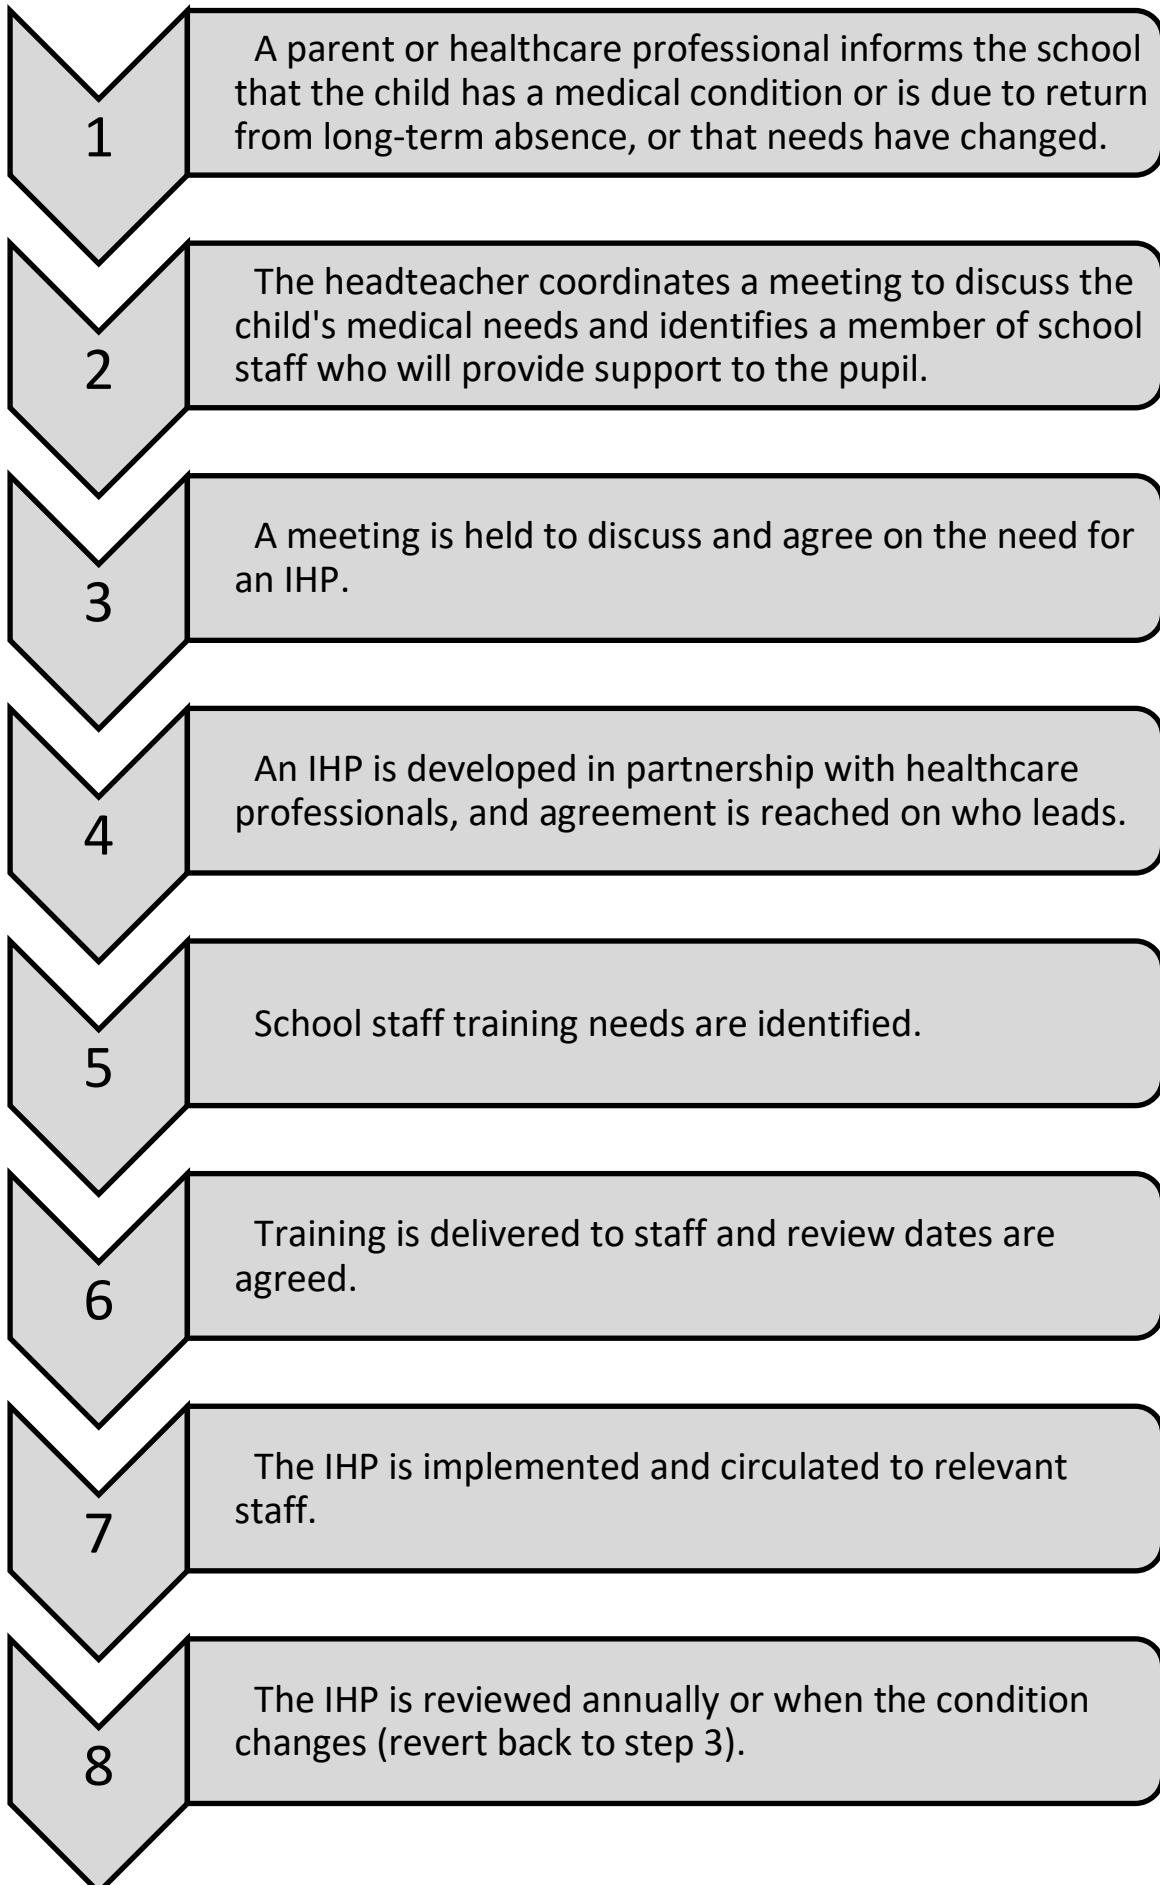 1
A parent or healthcare professional informs the school
that the child has a medical condition or is due to return
from long-term absence, or that needs have changed.
2
The headteacher coordinates a meeting to discuss the
child's medical needs and identifies a member of school
staff who will provide support to the pupil.
3
A meeting is held to discuss and agree on the need for
an IHP.
4
An IHP is developed in partnership with healthcare
professionals, and agreement is reached on who leads.
5
School staff training needs are identified.
6
Training is delivered to staff and review dates are
agreed.
7
The IHP is implemented and circulated to relevant
staff.
8
The IHP is reviewed annually or when the condition
changes (revert back to step 3).